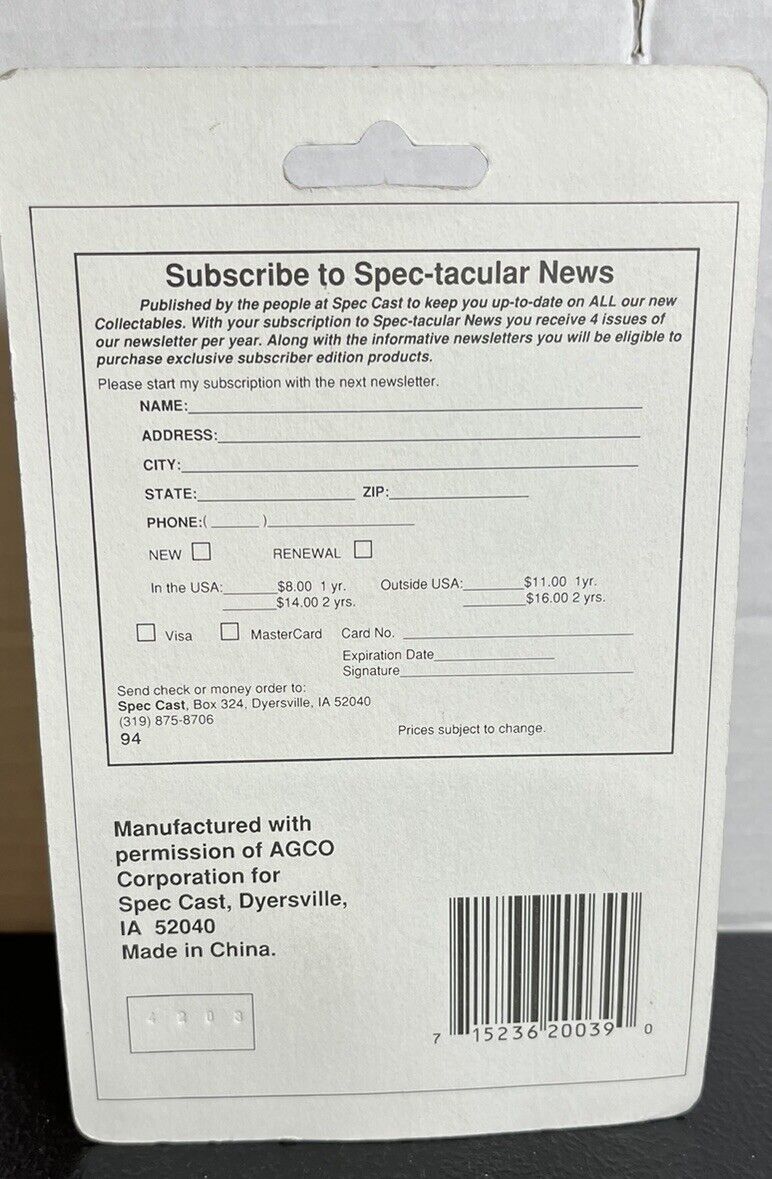 Subscribe to Spec-tacular News
Published by the people at Spec Cast to keep you up-to-date on ALL our new
Collectables. With your subscription to Spec-tacular News you receive 4 issues of
our newsletter per year. Along with the informative newsletters you will be eligible to
purchase exclusive subscriber edition products.
Please start my subscription with the next newsletter.
NAME:
ADDRESS:
CITY:
STATE: ZIP:
PHONE:( )
NEW RENEWAL
In the USA: $8.00 1 yr. Outside USA: $11.00 1yr.
$14.00 2 yrs. $16.00 2 yrs.
Visa MasterCard Card No.
Expiration Date
Signature
Send check or money order to:
Spec Cast, Box 324, Dyersville, IA 52040
(319) 875-8706
94 Prices subject to change.
Manufactured with
permission of AGCO
Corporation for
Spec Cast, Dyersville,
IA 52040
Made in China.
4203
7 15236 20039 0